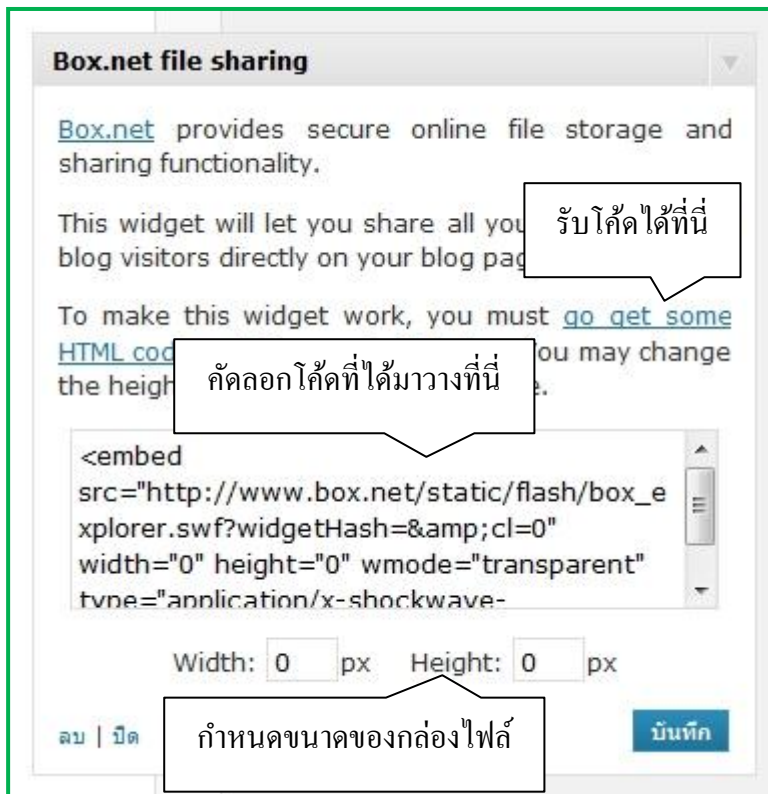 Box.net file sharing
Box.net provides secure online file storage and
sharing functionality.
This widget will let you share all
blog visitors directly on your blog
รับโค้ดได้ที่นี่
To make this widget work, you must go get some
HTML may change
the
คัดลอกโค้ดที่ได้มาวางที่นี่
<embed
src="http://www.box.net/static/flash/box_e
xplorer.swf?widgetHash=&amp;cl=0"
width="0" height="0" wmode="transparent"
type="application/x-shockwave-
Width: 0 px Height: 0 px
กำหนดขนาดของกล่องไฟล์
ลบ | ปิด
บันทึก